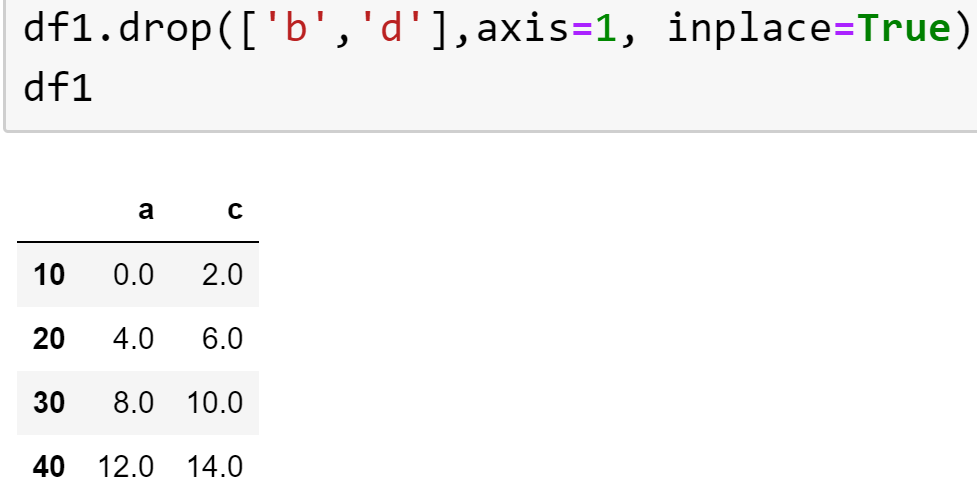 df1.drop(['b','d'],axis=1, inplace=True)
df1
a c
10 0.0 2.0
20 4.0 6.0
30 8.0 10.0
40 12.0 14.0